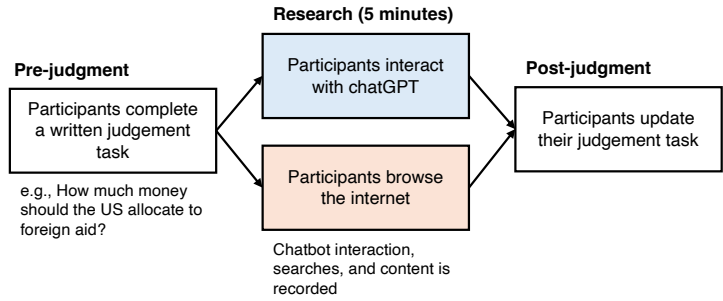 Research (5 minutes)
Pre-judgment
Participants complete
a written judgement
task
e.g., How much money
should the US allocate to
foreign aid?
Participants interact
with chatGPT
Participants browse
the internet
Chatbot interaction,
searches, and content is
recorded
Post-judgment
Participants update
their judgement task